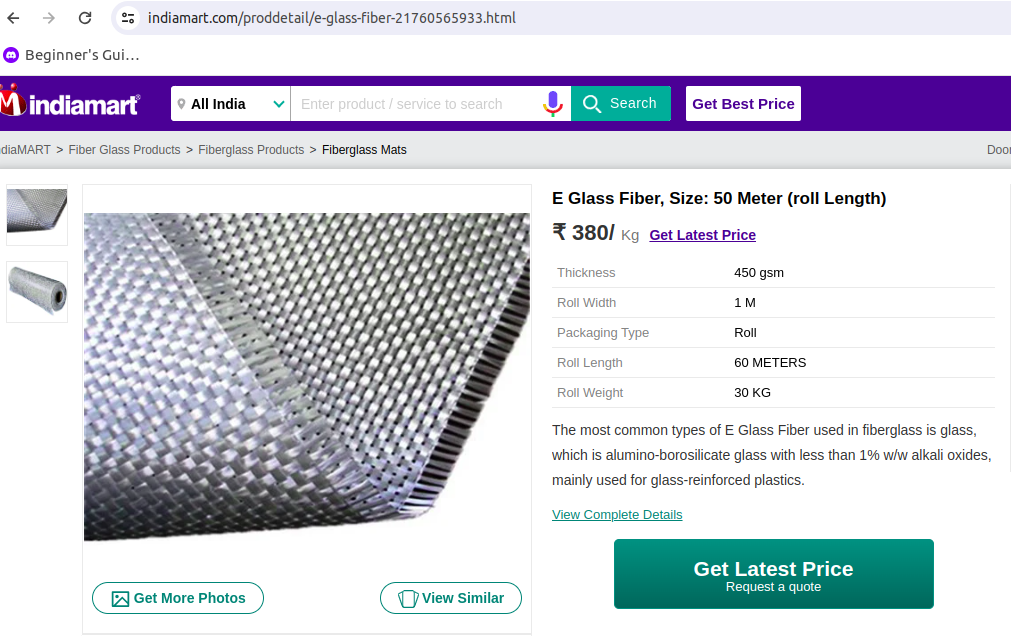 indiamart.com/proddetail/e-glass-fiber-21760565933.html
Beginner's Gui…
indiamart
All India
Enter product / service to search
Search
Get Best Price
diaMART > Fiber Glass Products > Fiberglass Products > Fiberglass Mats
Door
E Glass Fiber, Size: 50 Meter (roll Length)
₹ 380/ Kg Get Latest Price
Thickness 450 gsm
Roll Width 1 M
Packaging Type Roll
Roll Length 60 METERS
Roll Weight 30 KG
The most common types of E Glass Fiber used in fiberglass is glass,
which is alumino-borosilicate glass with less than 1% w/w alkali oxides,
mainly used for glass-reinforced plastics.
View Complete Details
Get Latest Price
Request a quote
Get More Photos
View Similar